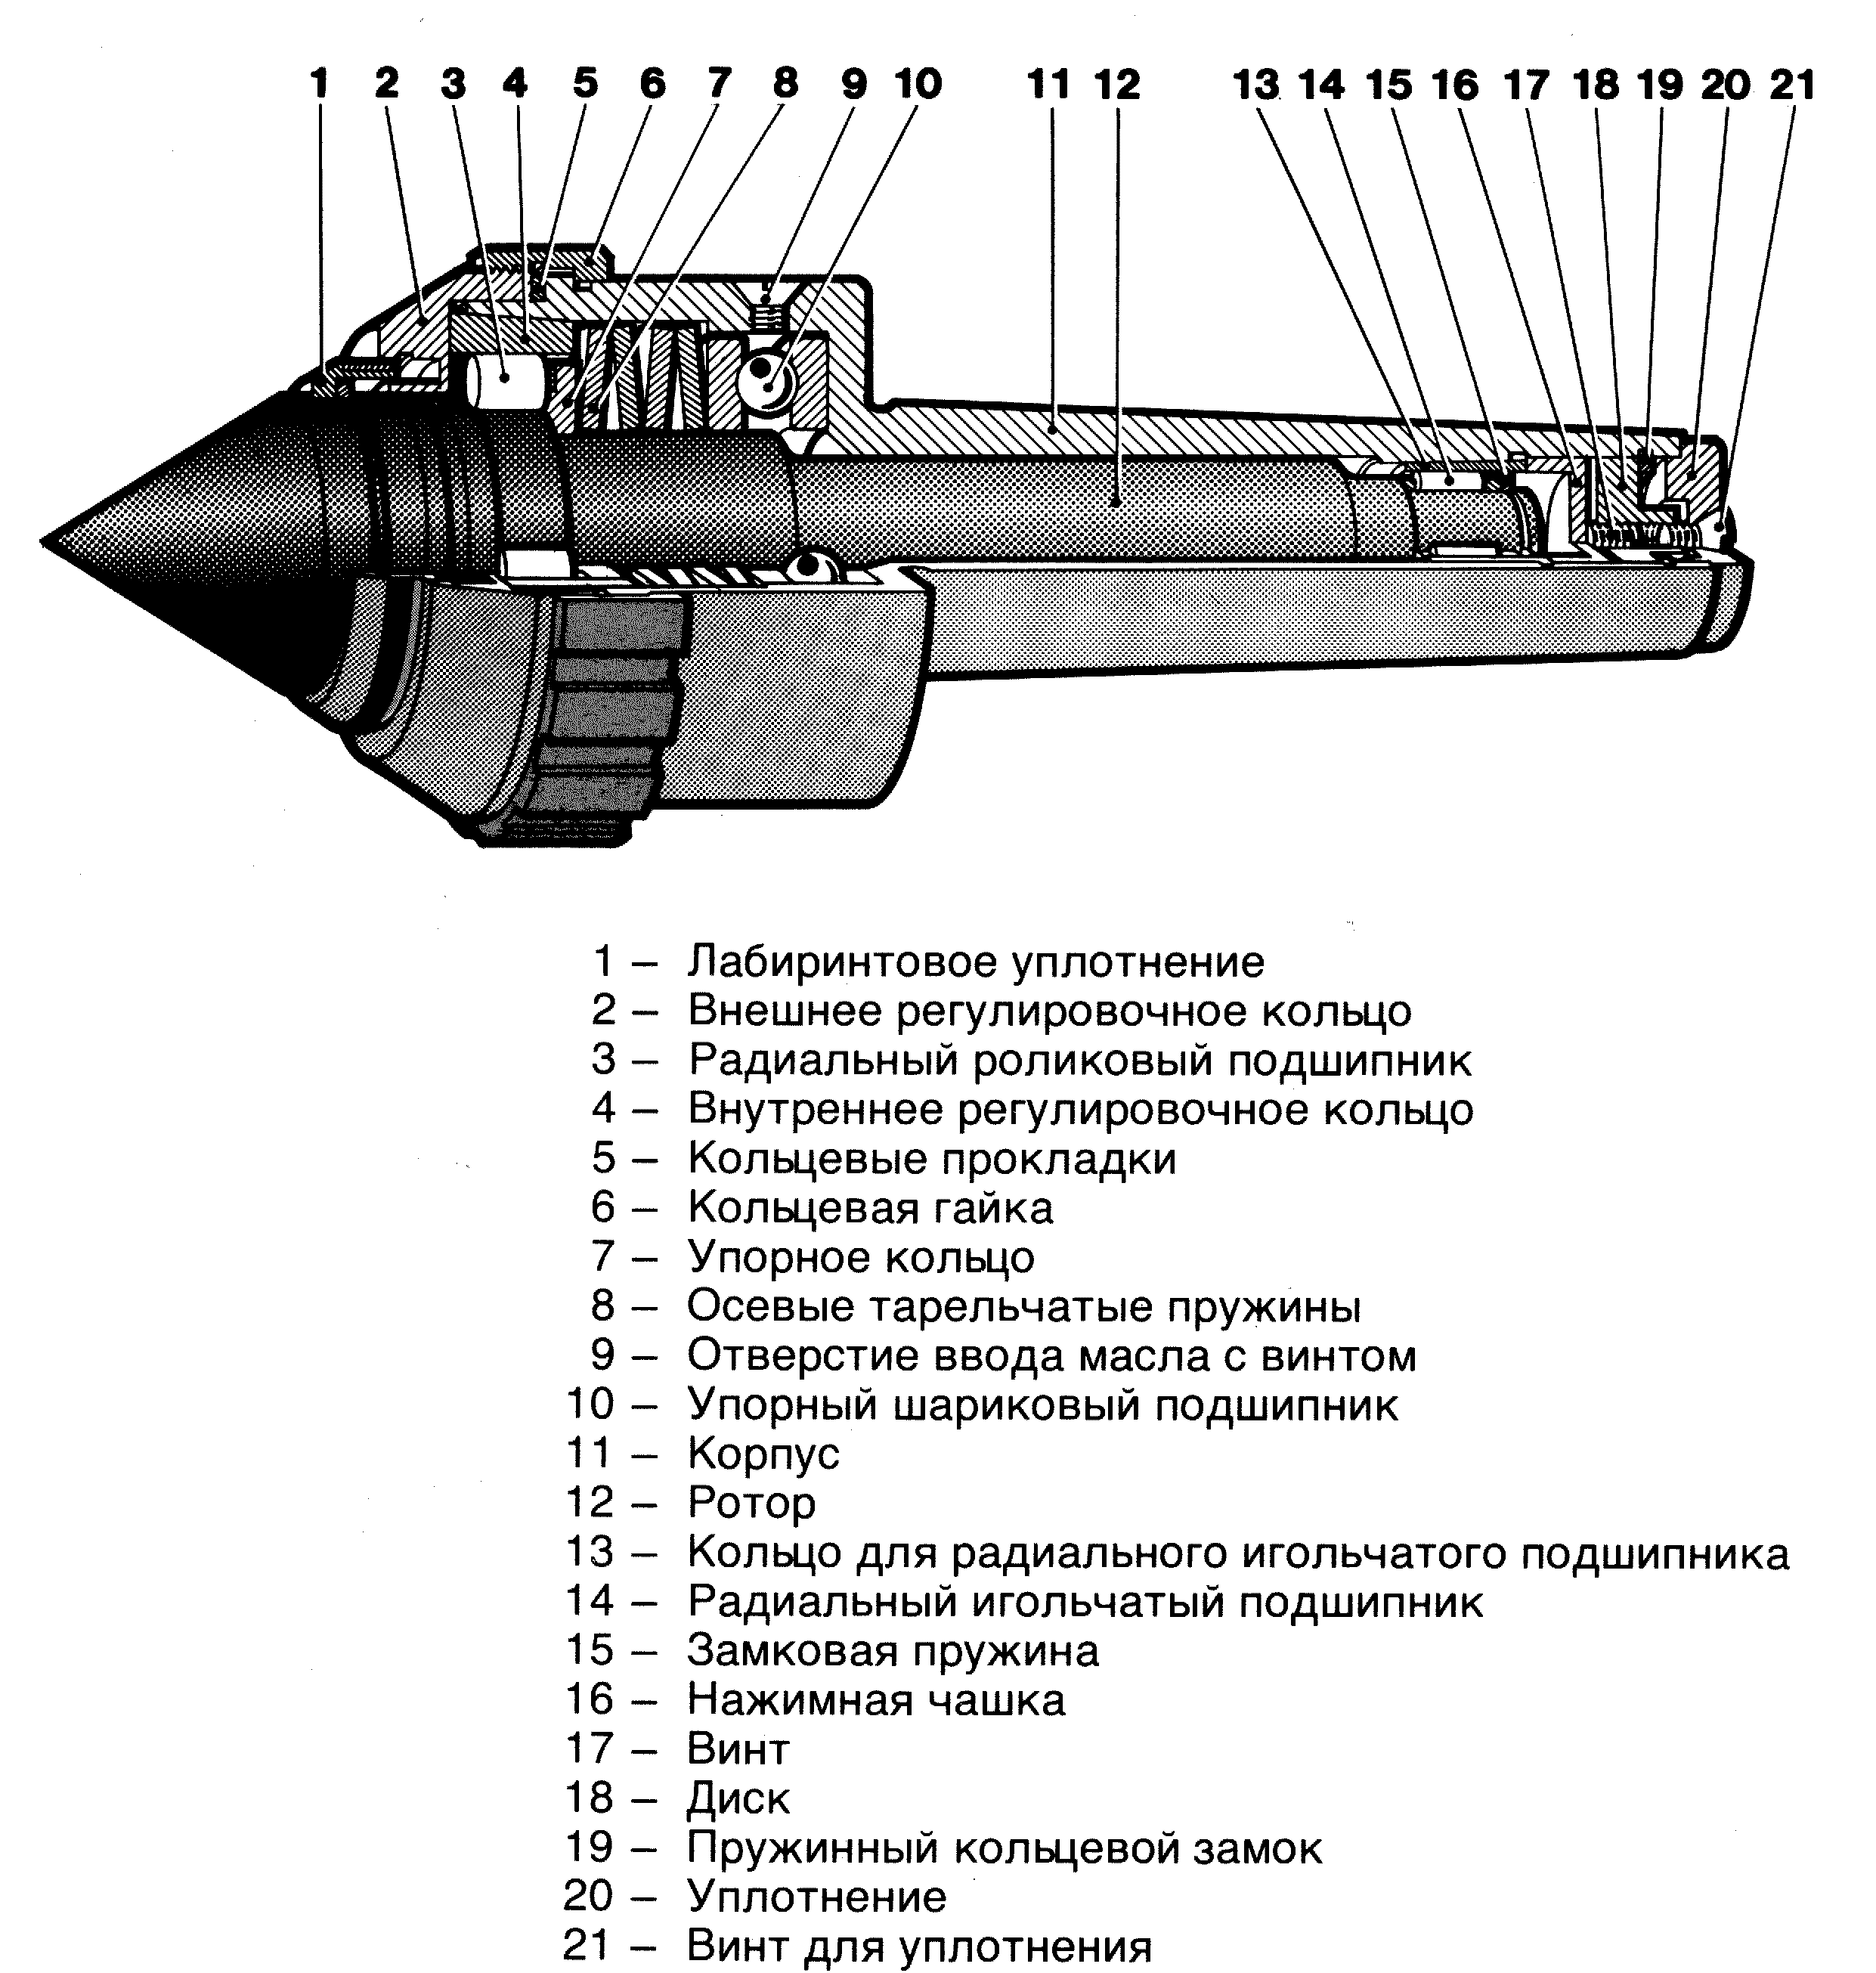 1 2 3 4 5 6 7 8 9 10 11 12 13 14 15 16 17 18 19 20 21
1 – Лабиринтовое уплотнение
2 – Внешнее регулировочное кольцо
3 – Радиальный роликовый подшипник
4 – Внутреннее регулировочное кольцо
5 – Кольцевые прокладки
6 – Кольцевая гайка
7 – Упорное кольцо
8 – Осевые тарельчатые пружины
9 – Отверстие ввода масла с винтом
10 – Упорный шариковый подшипник
11 – Корпус
12 – Ротор
13 – Кольцо для радиального игольчатого подшипника
14 – Радиальный игольчатый подшипник
15 – Замковая пружина
16 – Нажимная чашка
17 – Винт
18 – Диск
19 – Пружинный кольцевой замок
20 – Уплотнение
21 – Винт для уплотнения